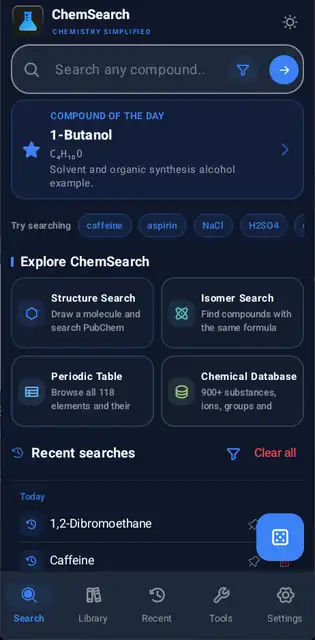 ChemSearch
CHEMISTRY SIMPLIFIED
Search any compound..
COMPOUND OF THE DAY
1-Butanol
C₄H₁₀O
Solvent and organic synthesis alcohol
example.
Try searching
caffeine
aspirin
NaCl
H2SO4
Explore ChemSearch
Structure Search
Draw a molecule and
search PubChem
Isomer Search
Find compounds with
the same formula
Periodic Table
Browse all 118
elements and their
Chemical Database
900+ substances,
ions, groups and
Recent searches
Clear all
Today
1,2-Dibromoethane
Caffeine
Search
Library
Recent
Tools
Settings